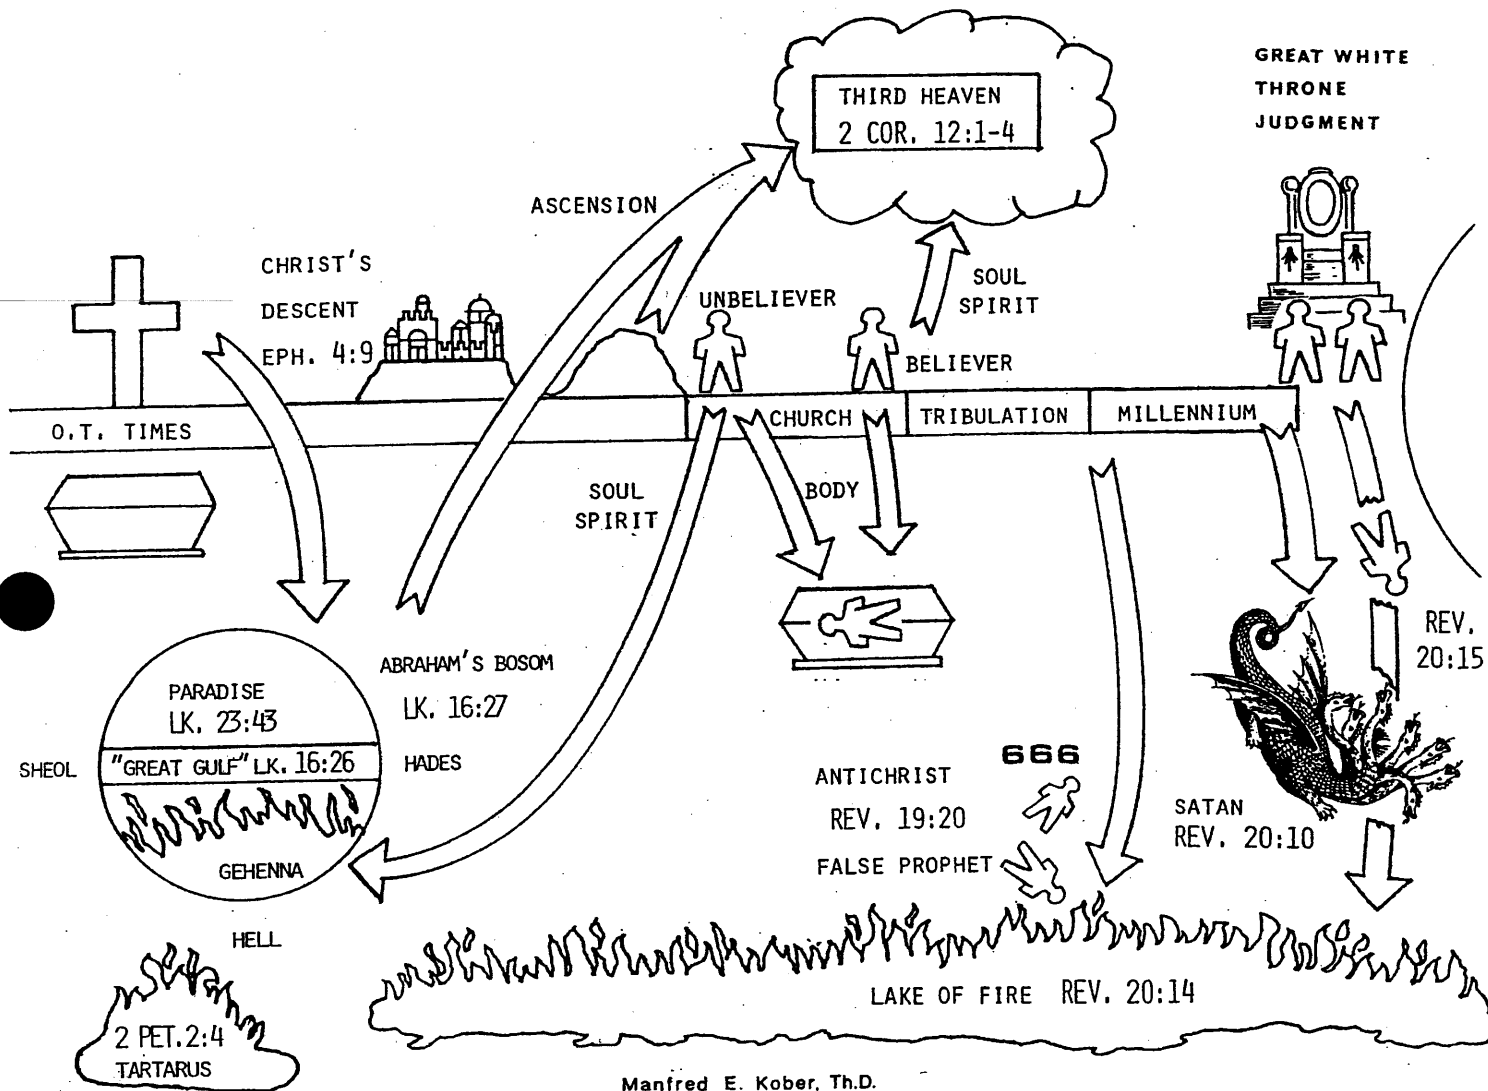 GREAT WHITE
THRONE
JUDGMENT
THIRD HEAVEN
2 COR. 12:1-4
ASCENSION
CHRIST'S
DESCENT
EPH. 4:9
UNBELIEVER
SOUL
SPIRIT
BELIEVER
O.T. TIMES
CHURCH
TRIBULATION
MILLENNIUM
SOUL
SPIRIT
BODY
REV.
20:15
ABRAHAM'S BOSOM
LK. 16:27
PARADISE
LK. 23:43
SHEOL
"GREAT GULF" LK. 16:26
HADES
GEHENNA
HELL
666
ANTICHRIST
REV. 19:20
FALSE PROPHET
SATAN
REV. 20:10
LAKE OF FIRE REV. 20:14
2 PET.2:4
TARTARUS
Manfred E. Kober, Th.D.